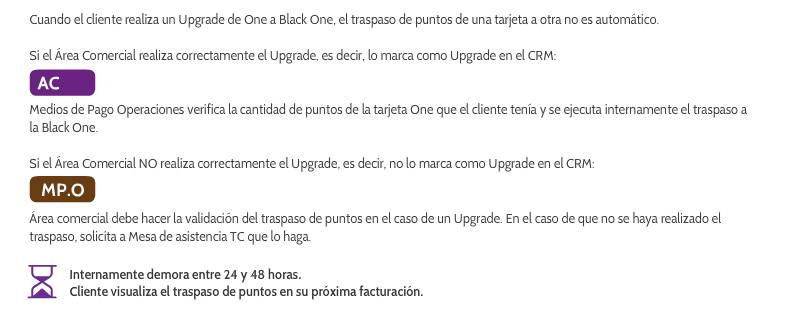 Cuando el cliente realiza un Upgrade de One a Black One, el traspaso de puntos de una tarjeta a otra no es automático.
Si el Área Comercial realiza correctamente el Upgrade, es decir, lo marca como Upgrade en el CRM:
AC
Medios de Pago Operaciones verifica la cantidad de puntos de la tarjeta One que el cliente tenía y se ejecuta internamente el traspaso a
la Black One.
Si el Área Comercial NO realiza correctamente el Upgrade, es decir, no lo marca como Upgrade en el CRM:
MP.O
Área comercial debe hacer la validación del traspaso de puntos en el caso de un Upgrade. En el caso de que no se haya realizado el
traspaso, solicita a Mesa de asistencia TC que lo haga.
Internamente demora entre 24 y 48 horas.
Cliente visualiza el traspaso de puntos en su próxima facturación.